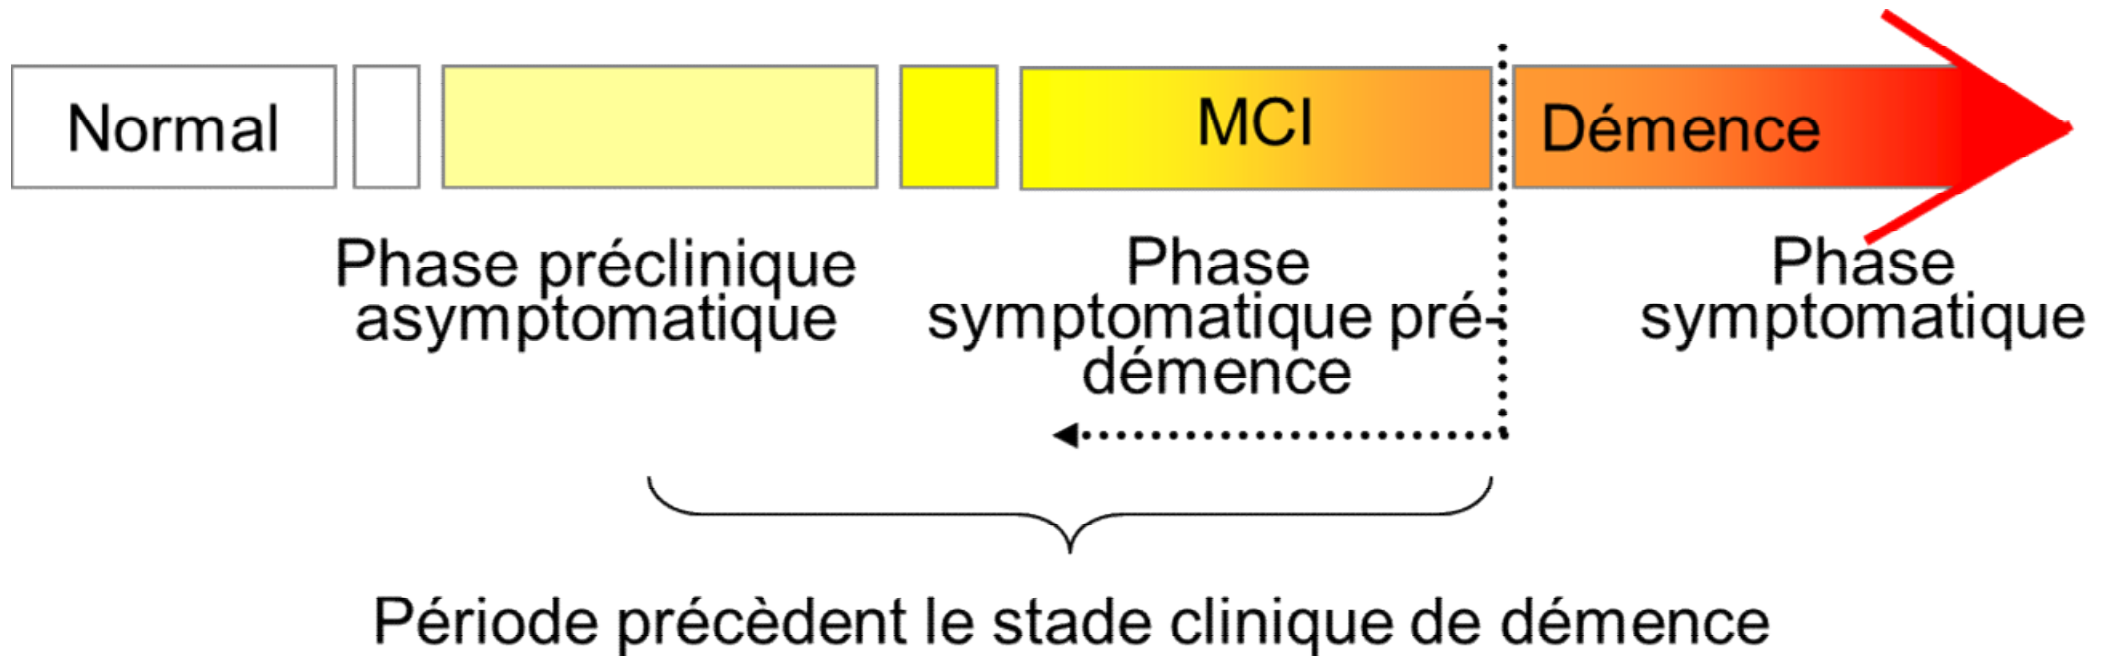 Normal
MCI
Démence
Phase préclinique
asymptomatique
Phase
symptomatique pré-
démence
Phase
symptomatique
Période précèdent le stade clinique de démence